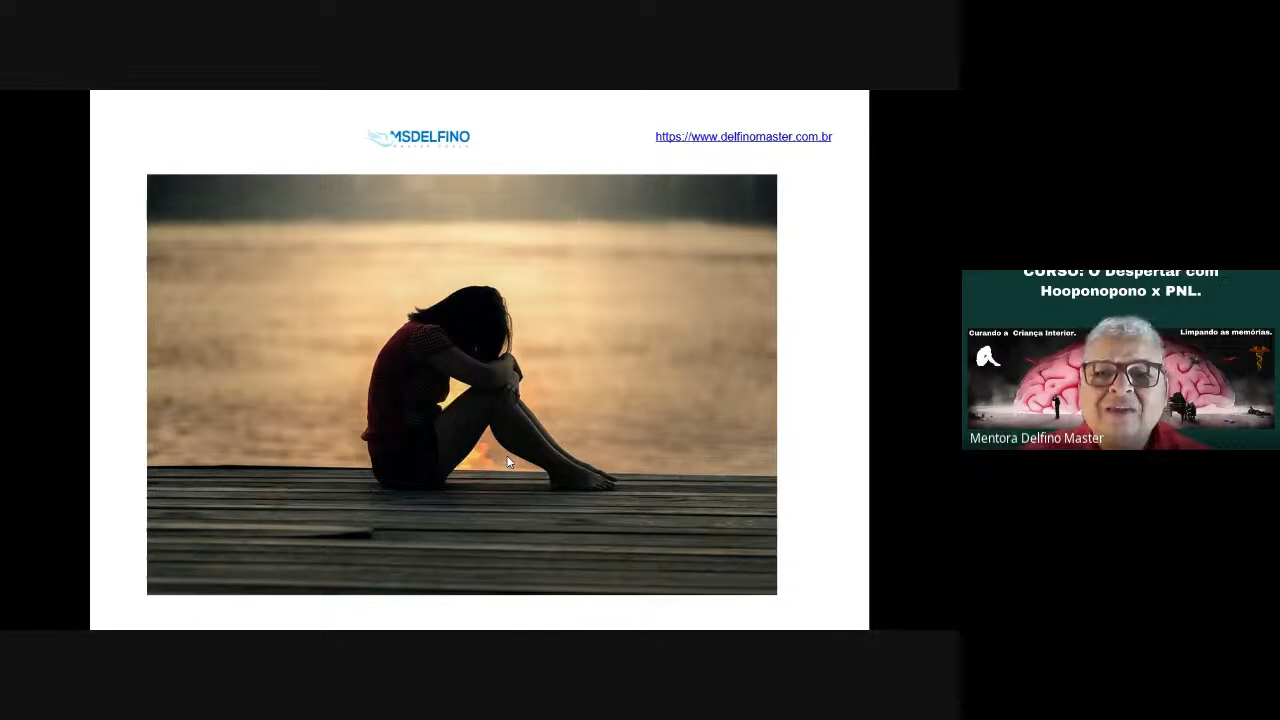 MSDELFINO
https://www.delfinomaster.com.br
CURSO: O Despertar com
Hooponopono x PNL.
Curando a Criança Interior.
Limpando as memórias.
Mentora Delfino Master